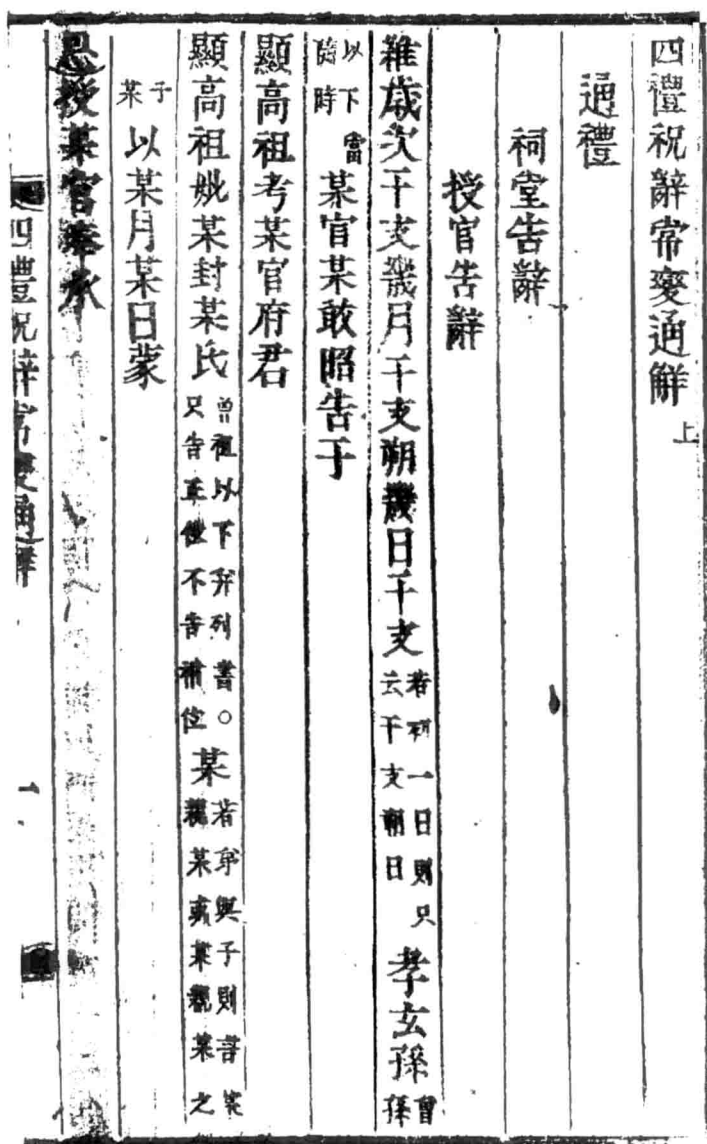 四禮祝辭常變通解 上
通禮
祠堂告辭
授官告辭
維歲次干支幾月干支朔幾日干支 若初一日則只云干支朔日 孝玄孫 曾孫
以下當隨時 某官某敢昭告于
顯高祖考某官府君
顯高祖妣某封某氏 曾祖以下弁列書○只告正位不告祔位 某 若弟與子則書某親某或某親某之
子某 以某月某日蒙
恩授某官奉承
四禮祝辭常變通解
一